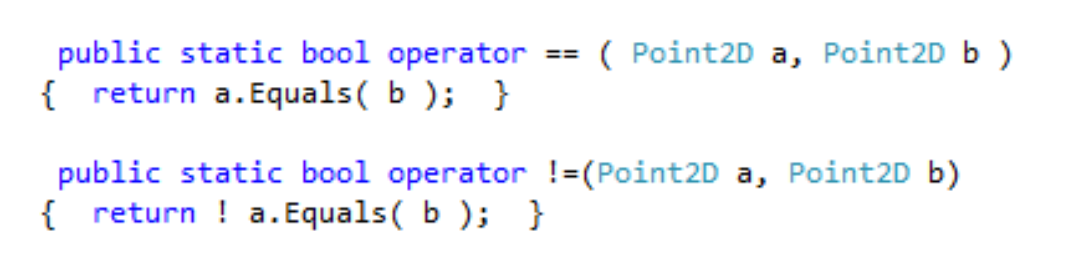 public static bool operator == ( Point2D a, Point2D b )
{  return a.Equals( b );  }
public static bool operator !=(Point2D a, Point2D b)
{  return ! a.Equals( b );  }